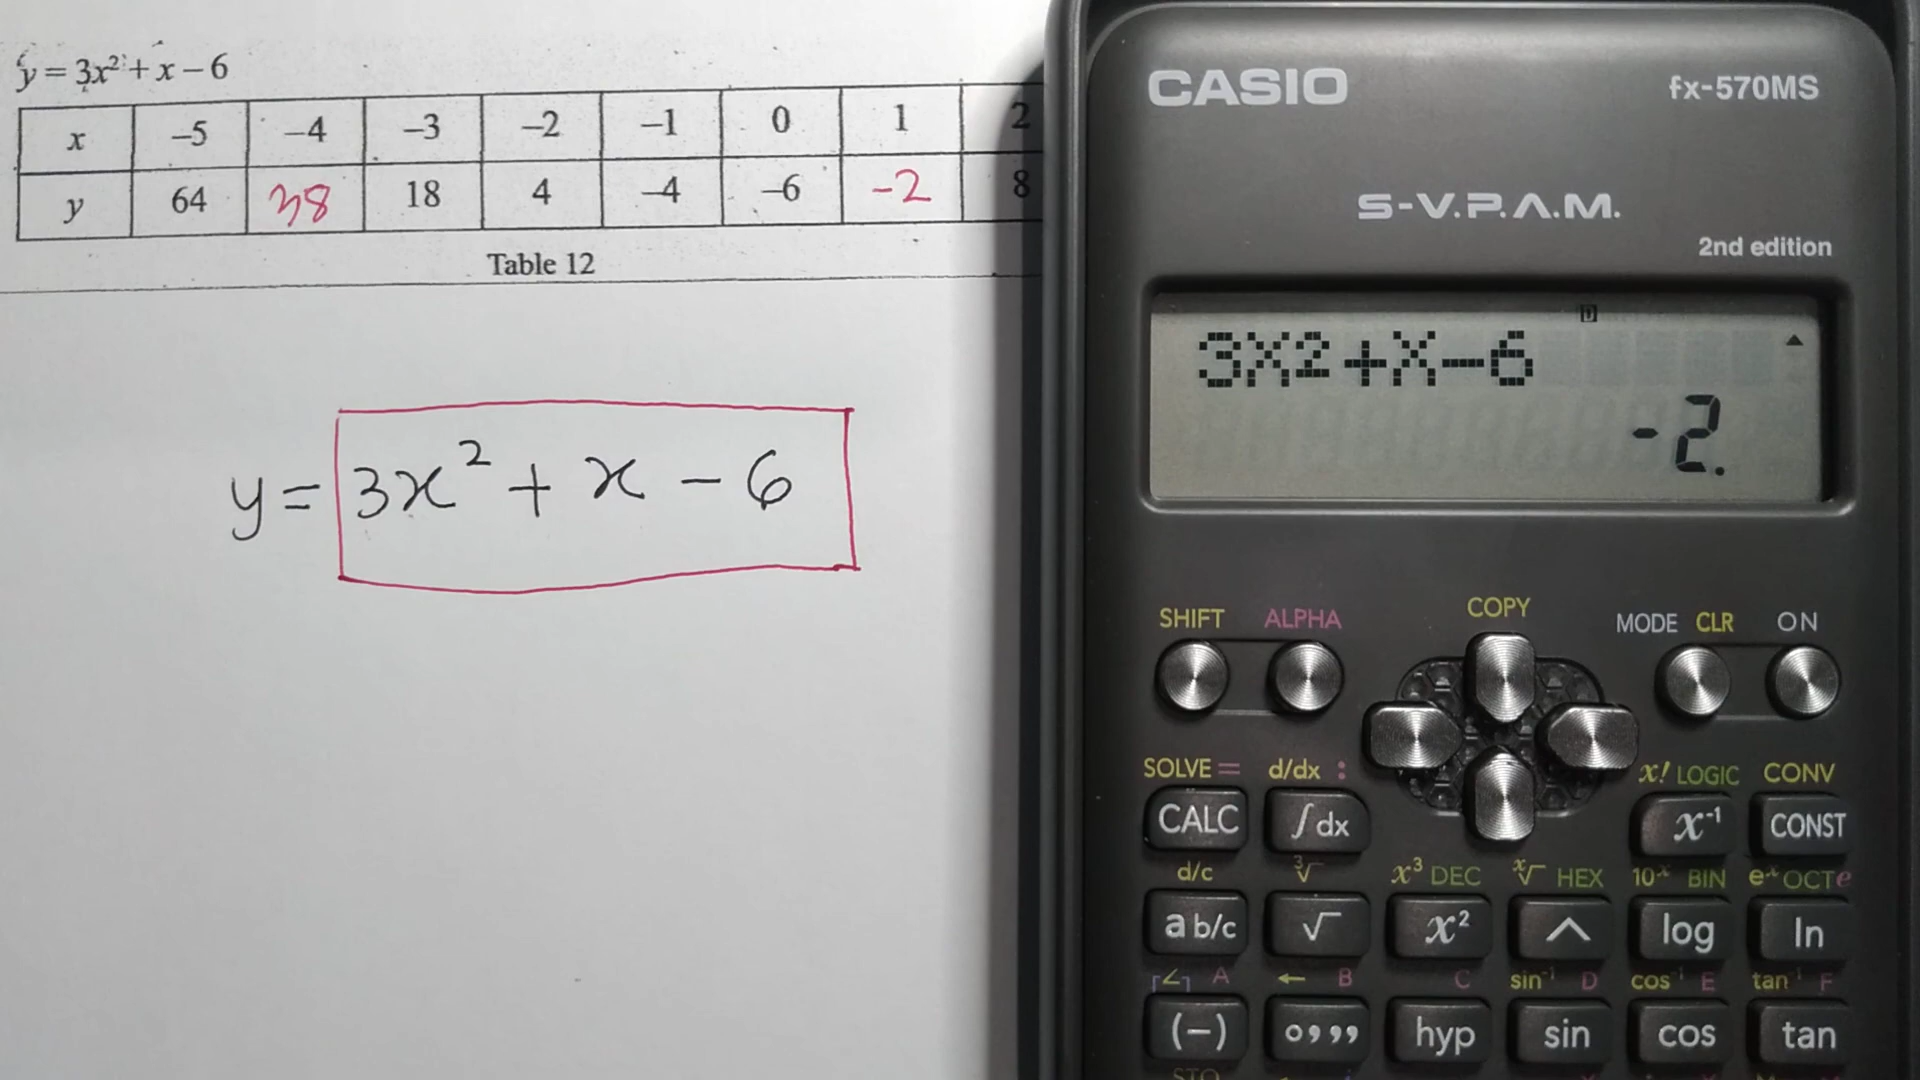 y = 3x² + x – 6
x –5 –4 –3 –2 –1 0 1 2
y 64 38 18 4 –4 –6 -2 8
Table 12
y = 3x² + x - 6
CASIO fx-570MS
S-V.P.A.M.
2nd edition
D
3X²+X-6
-2.
SHIFT ALPHA COPY MODE CLR ON
SOLVE = d/dx : x! LOGIC CONV
CALC ∫dx x⁻¹ CONST
d/c ³√ x³ DEC ˣ√ HEX 10ˣ BIN eˣ OCT e
a b/c √ x² ^ log ln
∠ A ← B C sin⁻¹ D cos⁻¹ E tan⁻¹ F
(–) o,,, hyp sin cos tan
STO